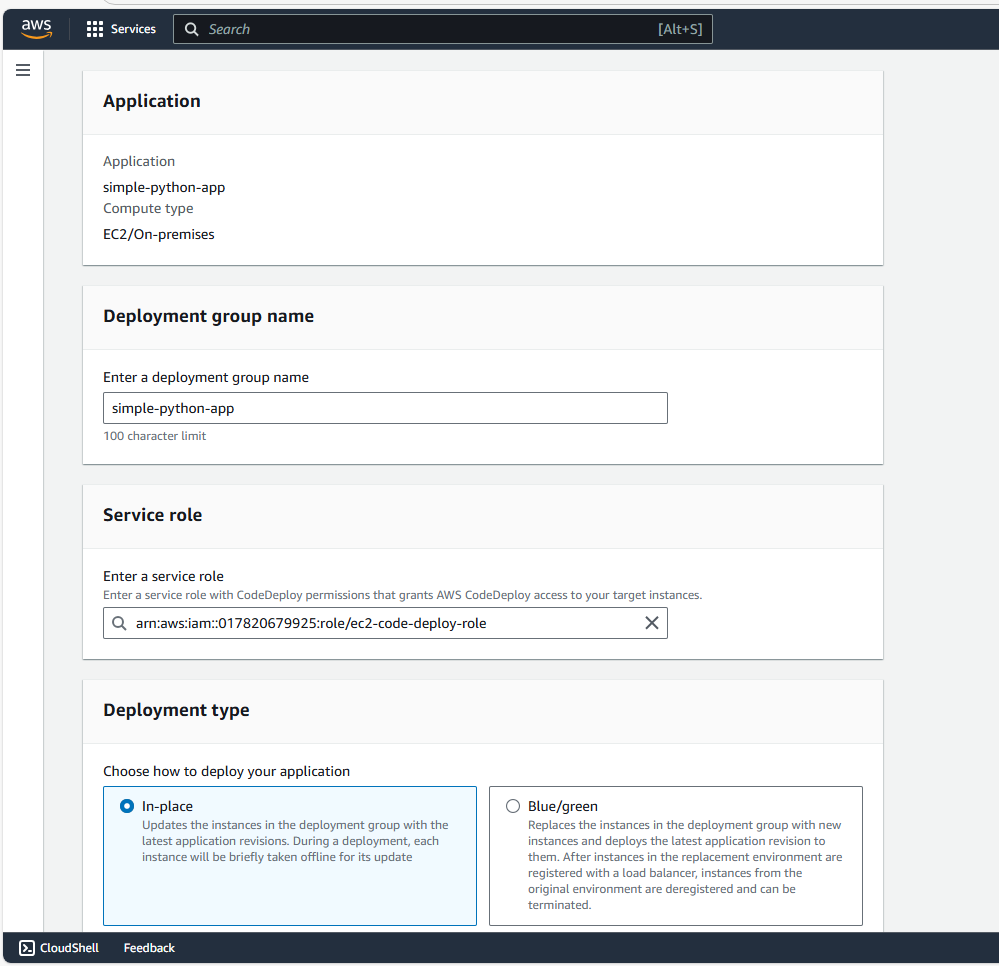 aws
Services
Search
[Alt+S]
Application
Application
simple-python-app
Compute type
EC2/On-premises
Deployment group name
Enter a deployment group name
simple-python-app
100 character limit
Service role
Enter a service role
Enter a service role with CodeDeploy permissions that grants AWS CodeDeploy access to your target instances.
arn:aws:iam::017820679925:role/ec2-code-deploy-role
Deployment type
Choose how to deploy your application
In-place
Updates the instances in the deployment group with the
latest application revisions. During a deployment, each
instance will be briefly taken offline for its update
Blue/green
Replaces the instances in the deployment group with new
instances and deploys the latest application revision to
them. After instances in the replacement environment are
registered with a load balancer, instances from the
original environment are deregistered and can be
terminated.
CloudShell
Feedback